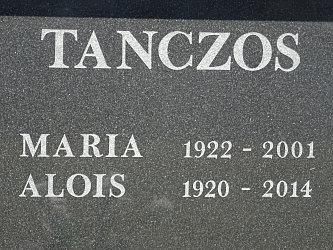 TANCZOS
MARIA 1922 - 2001
ALOIS 1920 - 2014